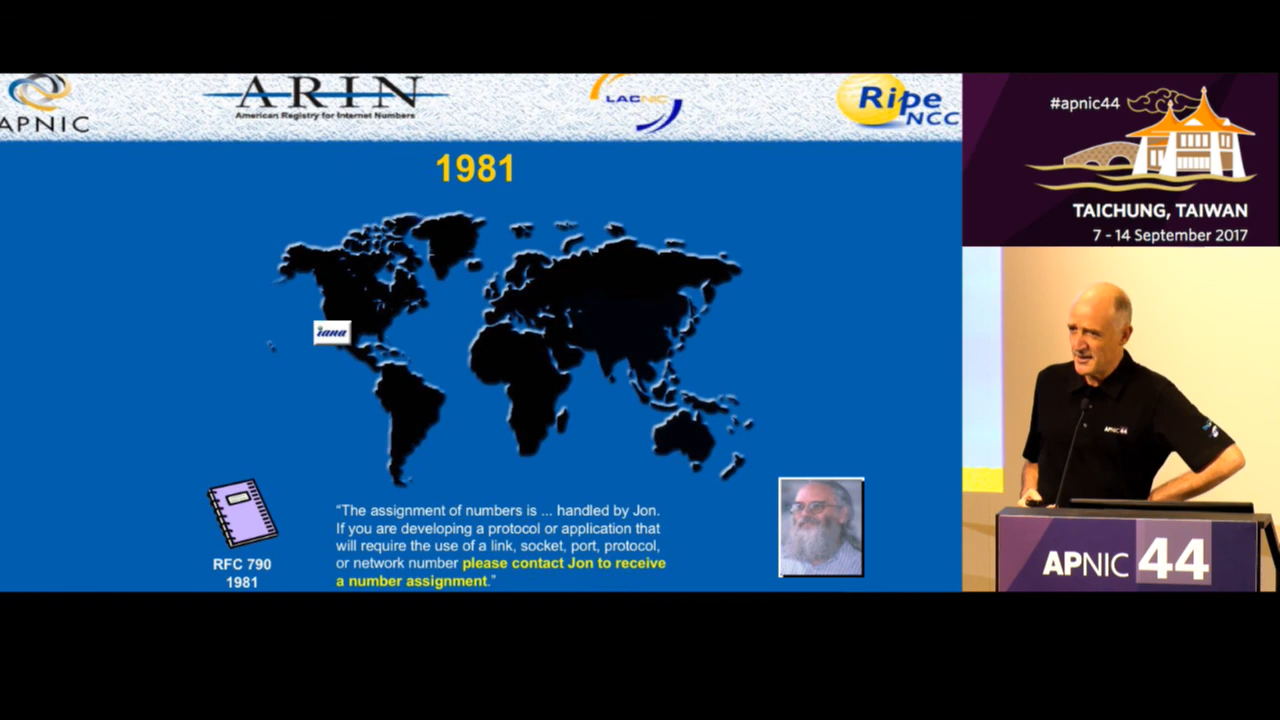 APNIC
ARIN
American Registry for Internet Numbers
LACNIC
Ripe
NCC
1981
iana
RFC 790
1981
“The assignment of numbers is ... handled by Jon.
If you are developing a protocol or application that
will require the use of a link, socket, port, protocol,
or network number please contact Jon to receive
a number assignment.”
#apnic44
TAICHUNG, TAIWAN
7 - 14 September 2017
APNIC 44
APNIC 44